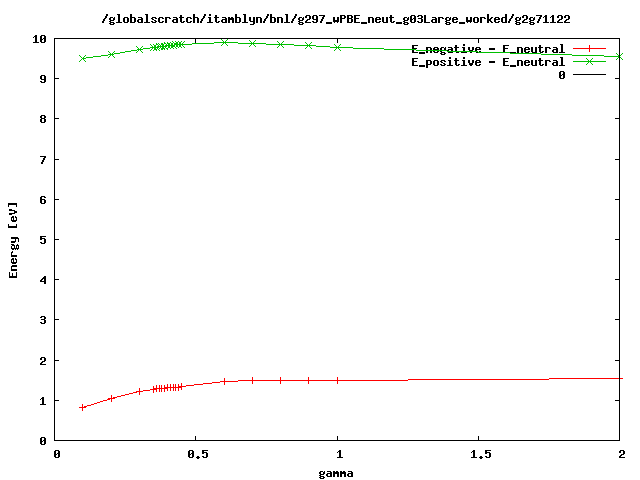 /globalscratch/itamblyn/bnl/g297_wPBE_neut_g03Large_worked/g2g71122
E_negative - E_neutral
E_positive - E_neutral
0
10
9
8
7
6
5
4
3
2
1
0
Energy [eV]
0 0.5 1 1.5 2
gamma